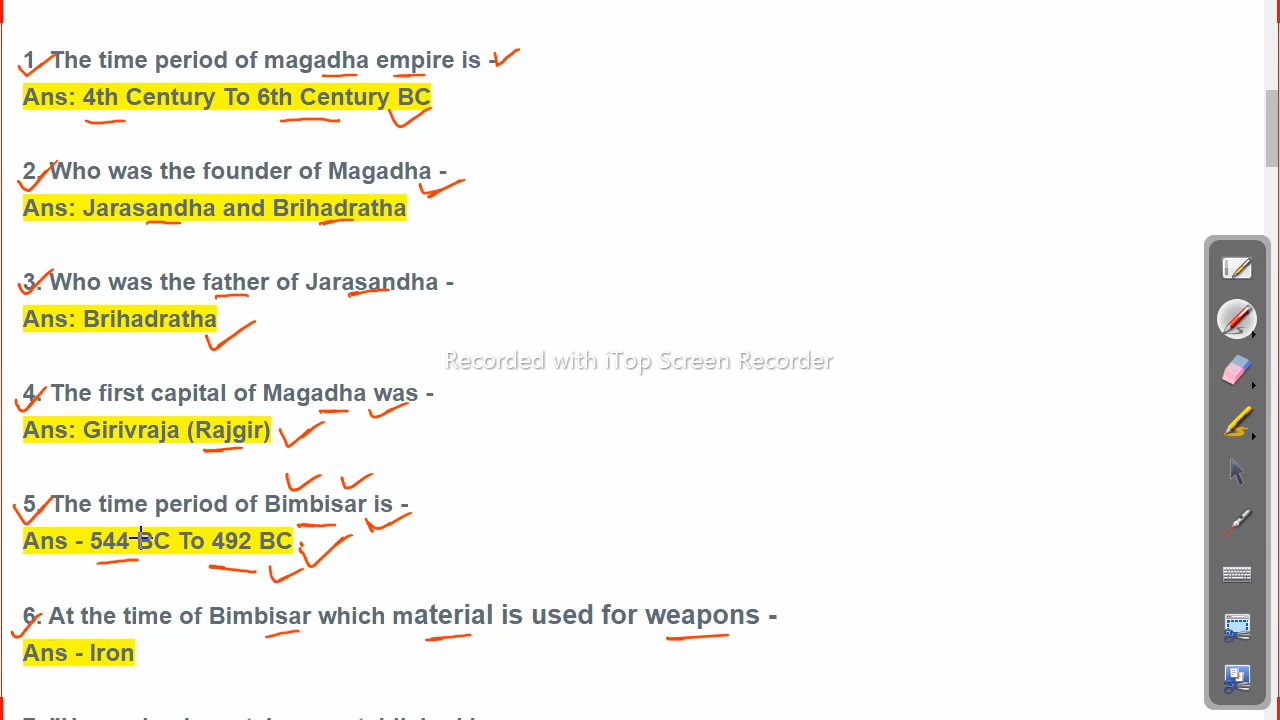 1. The time period of magadha empire is -
Ans: 4th Century To 6th Century BC
2. Who was the founder of Magadha -
Ans: Jarasandha and Brihadratha
3. Who was the father of Jarasandha -
Ans: Brihadratha
Recorded with iTop Screen Recorder
4. The first capital of Magadha was -
Ans: Girivraja (Rajgir)
5. The time period of Bimbisar is -
Ans - 544 BC To 492 BC
6. At the time of Bimbisar which material is used for weapons -
Ans - Iron